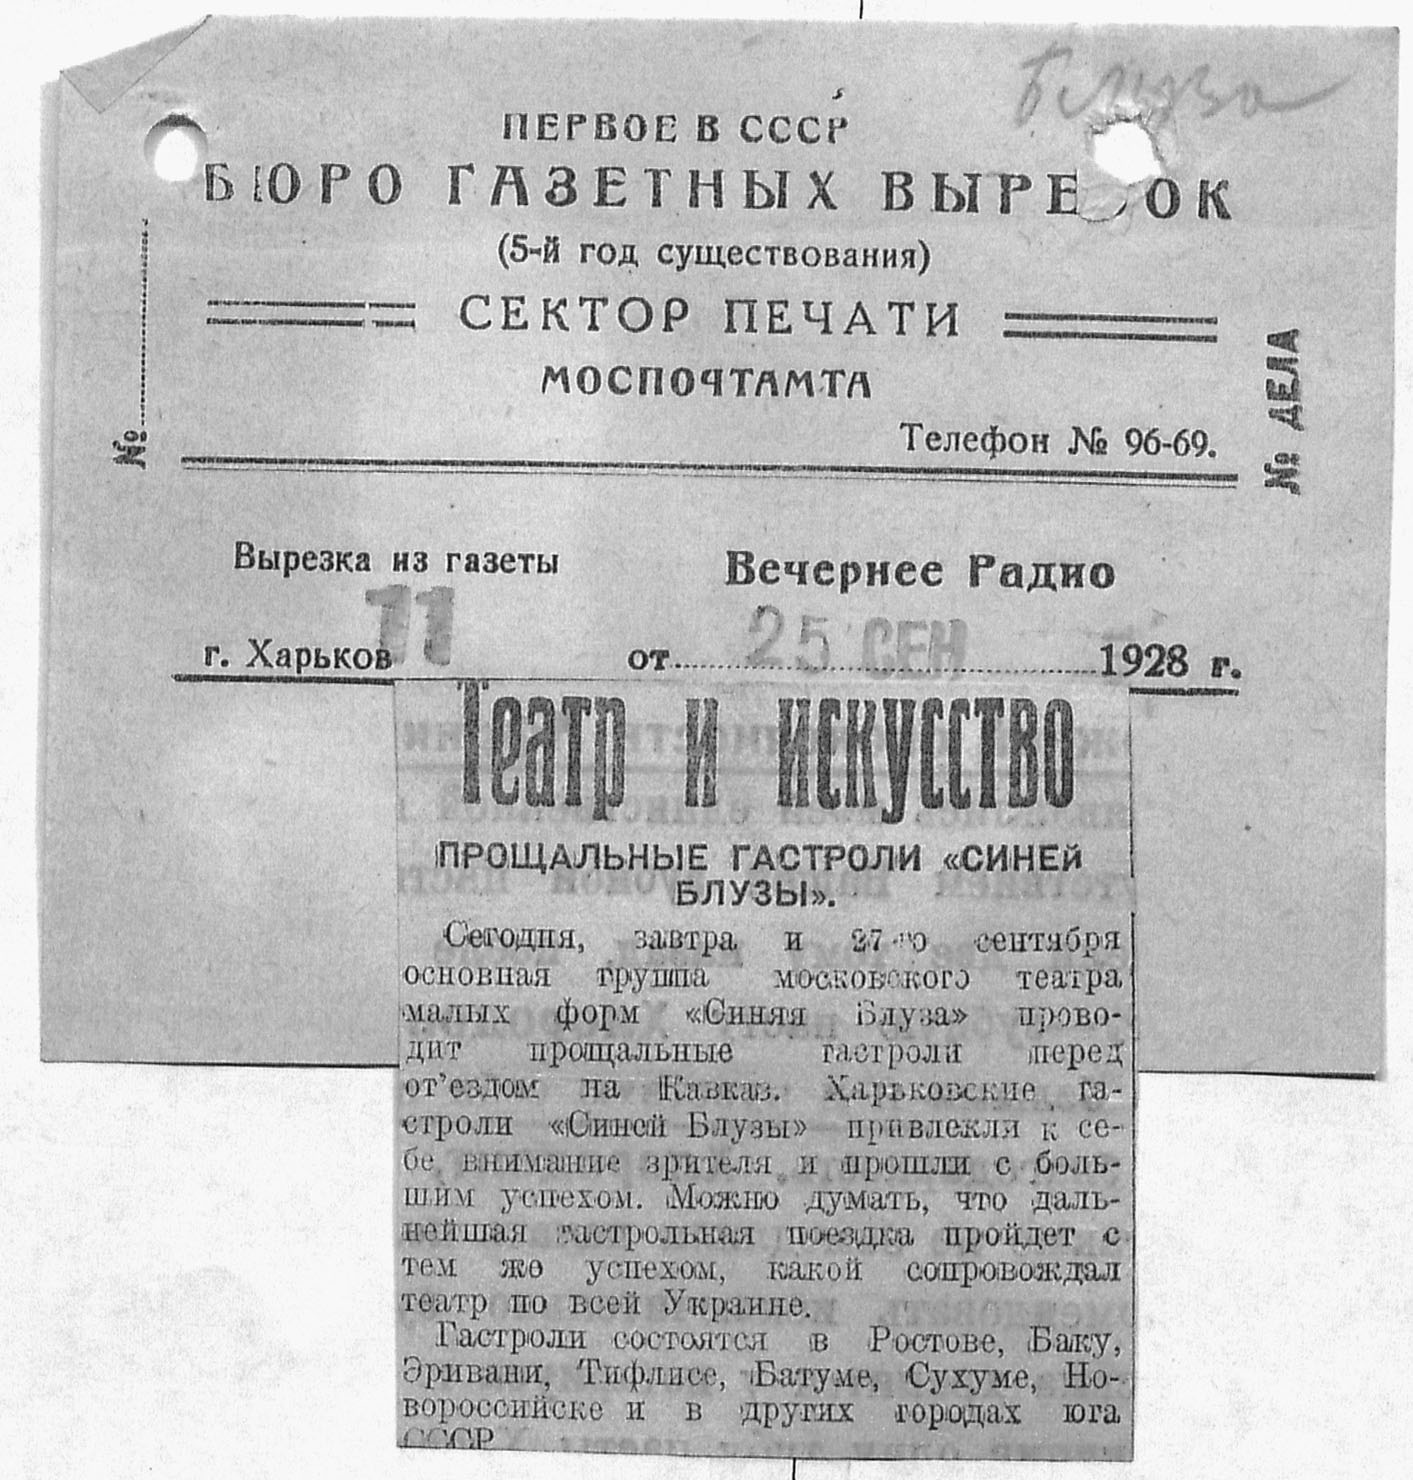 Блуза
ПЕРВОЕ В СССР
БЮРО ГАЗЕТНЫХ ВЫРЕЗОК
(5-й год существования)
СЕКТОР ПЕЧАТИ
МОСПОЧТАМТА
Телефон № 96-69.
№
№ ДЕЛА
Вырезка из газеты Вечернее Радио
11
г. Харьков от 25 СЕН 1928 г.
Театр и искусство
ПРОЩАЛЬНЫЕ ГАСТРОЛИ «СИНЕЙ
БЛУЗЫ».
Сегодня, завтра и 27-го сентября
основная группа московского театра
малых форм «Синяя Блуза» прово-
дит прощальные гастроли перед
от'ездом на Кавказ. Харьковские га-
строли «Синей Блузы» привлекли к се-
бе внимание зрителя и прошли с боль-
шим успехом. Можно думать, что даль-
нейшая гастрольная поездка пройдет с
тем же успехом, какой сопровождал
театр по всей Украине.
Гастроли состоятся в Ростове, Баку,
Эривани, Тифлисе, Батуме, Сухуме, Но-
вороссийске и в других городах юга
СССР